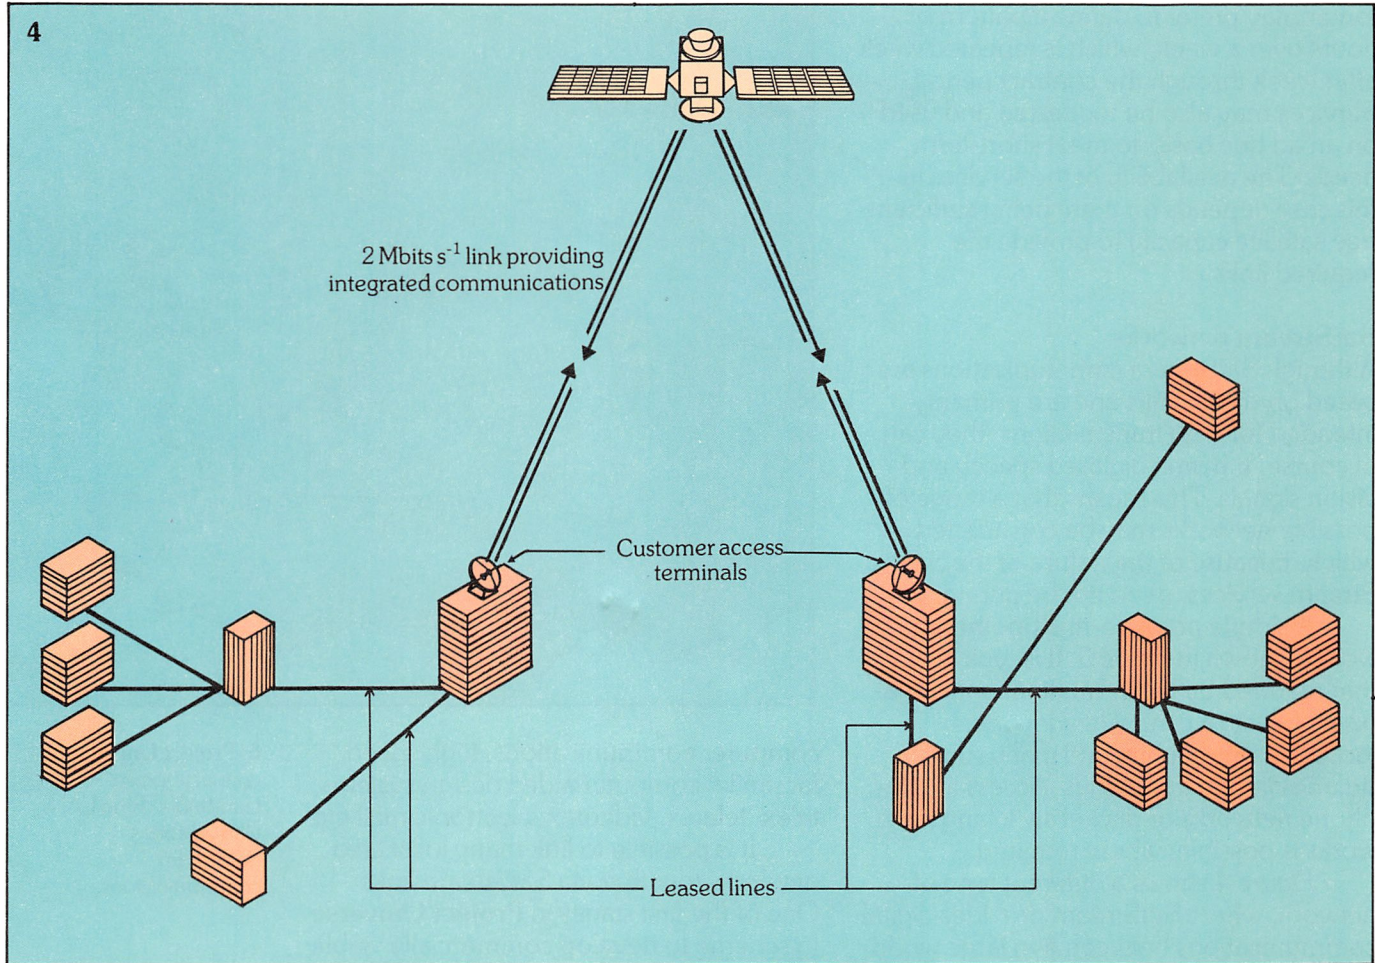 4
2 Mbits s⁻¹ link providing
integrated communications
Customer access
terminals
Leased lines